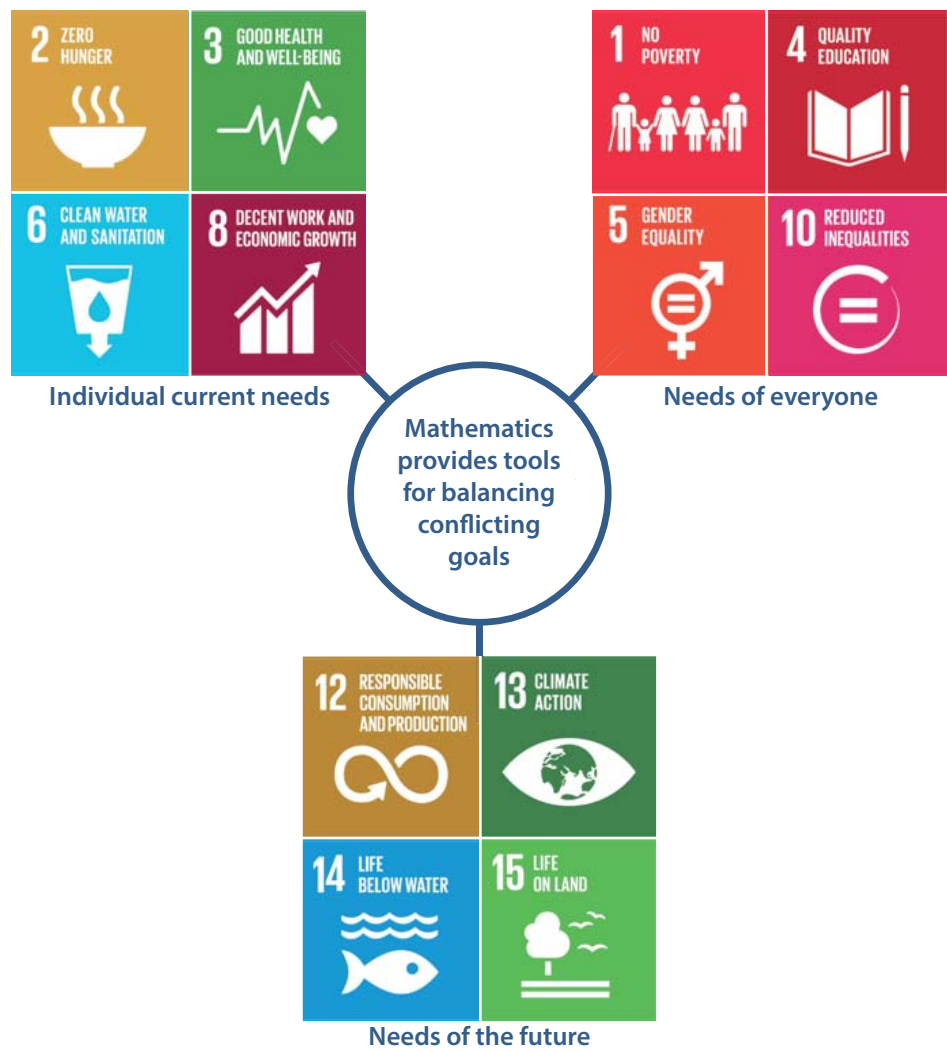 2 ZERO
HUNGER
3 GOOD HEALTH
AND WELL-BEING
6 CLEAN WATER
AND SANITATION
8 DECENT WORK AND
ECONOMIC GROWTH
Individual current needs
1 NO
POVERTY
4 QUALITY
EDUCATION
5 GENDER
EQUALITY
10 REDUCED
INEQUALITIES
Needs of everyone
Mathematics
provides tools
for balancing
conflicting
goals
12 RESPONSIBLE
CONSUMPTION
AND PRODUCTION
13 CLIMATE
ACTION
14 LIFE
BELOW WATER
15 LIFE
ON LAND
Needs of the future